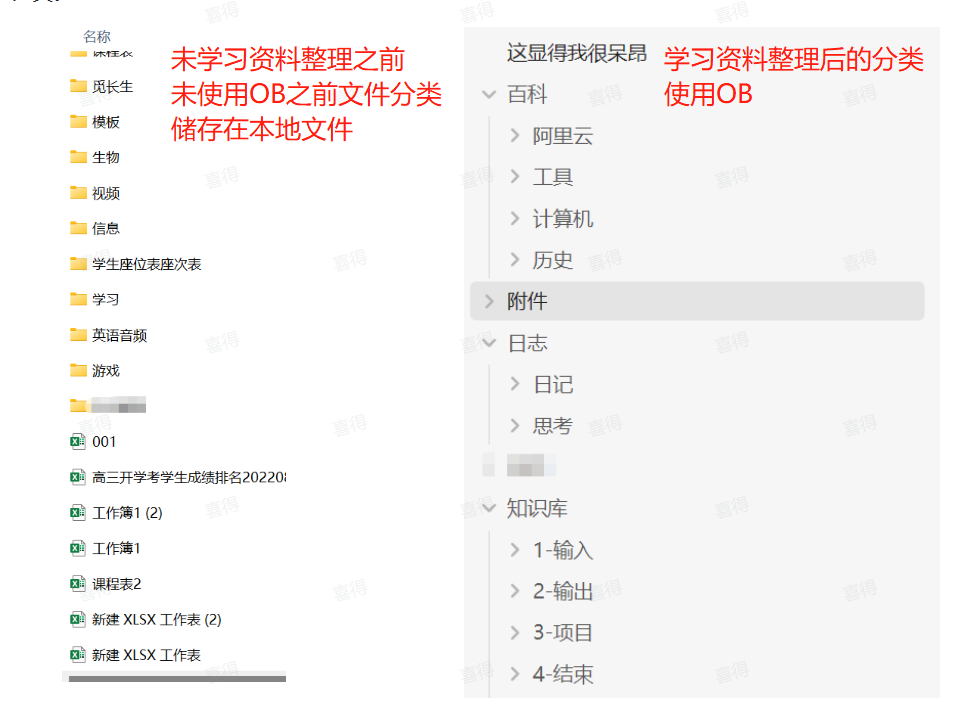 名称
课程表
觅长生
模板
生物
视频
信息
学生座位表座次表
学习
英语音频
游戏
001
高三开学考学生成绩排名20220
工作簿1 (2)
工作簿1
课程表2
新建 XLSX 工作表 (2)
新建 XLSX 工作表
未学习资料整理之前
未使用OB之前文件分类
储存在本地文件
这显得我很呆昂
百科
阿里云
工具
计算机
历史
附件
日志
日记
思考
知识库
1-输入
2-输出
3-项目
4-结束
学习资料整理后的分类
使用OB
喜得